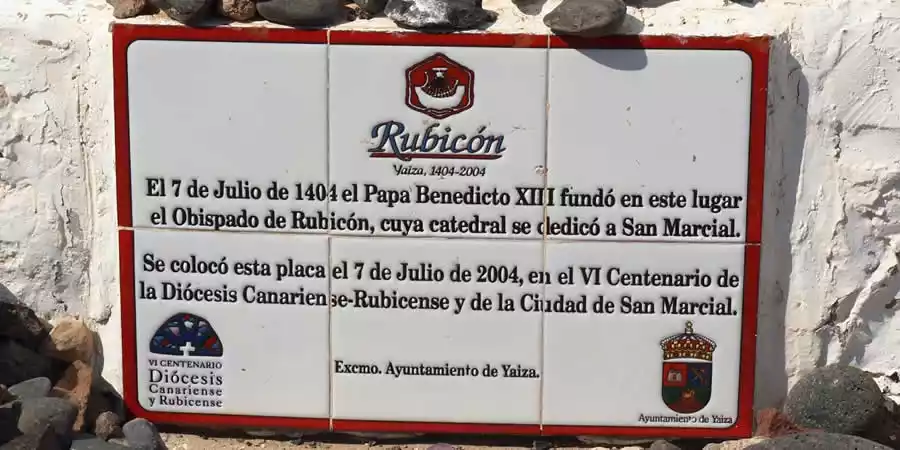 Rubicón
Yaiza, 1404-2004
El 7 de Julio de 1404 el Papa Benedicto XIII fundó en este lugar
el Obispado de Rubicón, cuya catedral se dedicó a San Marcial.
Se colocó esta placa el 7 de Julio de 2004, en el VI Centenario de
la Diócesis Canariense-Rubicense y de la Ciudad de San Marcial.
VI CENTENARIO
Diócesis
Canariense
y Rubicense
Excmo. Ayuntamiento de Yaiza.
Ayuntamiento de Yaiza